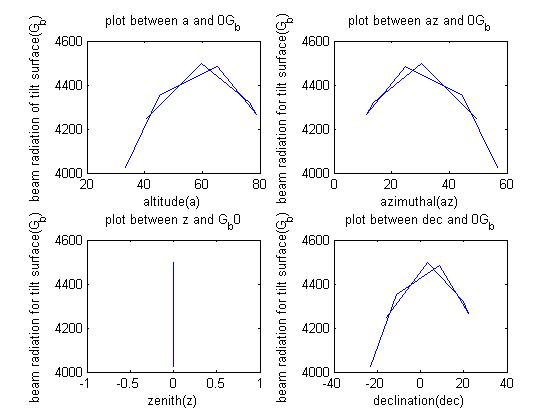 plot between a and 0G_b
plot between az and 0G_b
beam radiation of tilt surface(G_b)
4600
4400
4200
4000
20 40 60 80
altitude(a)
beam radiation for tilt surface(G_b)
4600
4400
4200
4000
0 20 40 60
azimuthal(az)
plot between z and G_b0
plot between dec and 0G_b
beam radiation for tilt surface(G_b)
4600
4400
4200
4000
-1 -0.5 0 0.5 1
zenith(z)
beam radiation for tilt surface(G_b)
4600
4400
4200
4000
-40 -20 0 20 40
declination(dec)